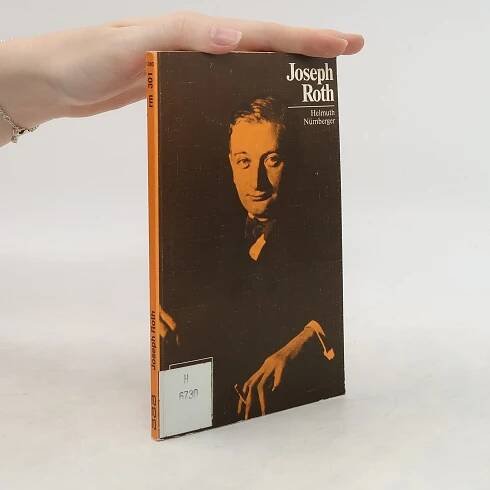 Joseph
Roth
Helmuth
Nürnberger
rm 301
Joseph Roth
H
6730